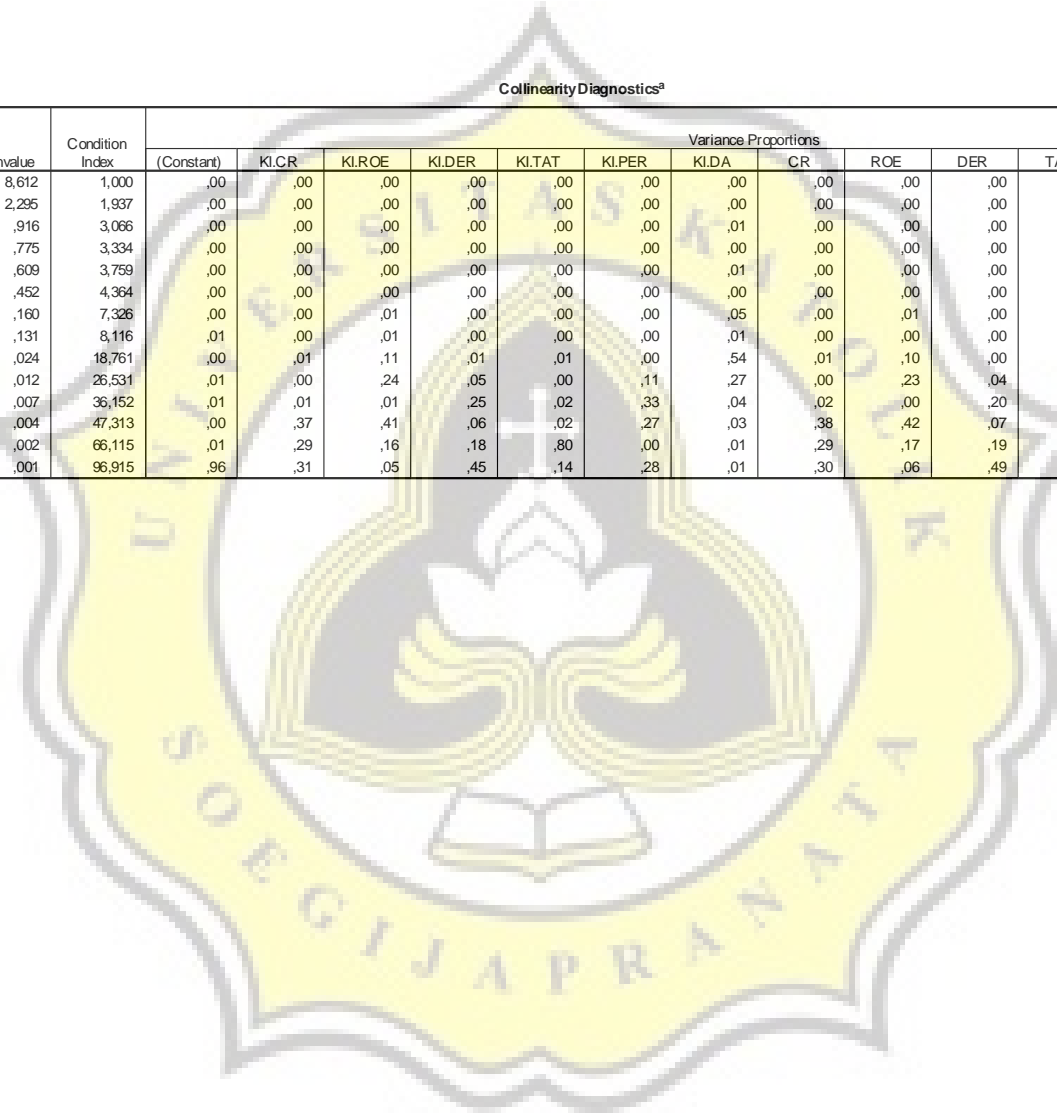 Collinearity Diagnosticsᵃ
Variance Proportions
nvalue Condition Index (Constant) KI.CR KI.ROE KI.DER KI.TAT KI.PER KI.DA CR ROE DER TA
8,612 1,000 ,00 ,00 ,00 ,00 ,00 ,00 ,00 ,00 ,00 ,00
2,295 1,937 ,00 ,00 ,00 ,00 ,00 ,00 ,00 ,00 ,00 ,00
,916 3,066 ,00 ,00 ,00 ,00 ,00 ,00 ,01 ,00 ,00 ,00
,775 3,334 ,00 ,00 ,00 ,00 ,00 ,00 ,00 ,00 ,00 ,00
,609 3,759 ,00 ,00 ,00 ,00 ,00 ,00 ,01 ,00 ,00 ,00
,452 4,364 ,00 ,00 ,00 ,00 ,00 ,00 ,00 ,00 ,00 ,00
,160 7,326 ,00 ,00 ,01 ,00 ,00 ,00 ,05 ,00 ,01 ,00
,131 8,116 ,01 ,00 ,01 ,00 ,00 ,00 ,01 ,00 ,00 ,00
,024 18,761 ,00 ,01 ,11 ,01 ,01 ,00 ,54 ,01 ,10 ,00
,012 26,531 ,01 ,00 ,24 ,05 ,00 ,11 ,27 ,00 ,23 ,04
,007 36,152 ,01 ,01 ,01 ,25 ,02 ,33 ,04 ,02 ,00 ,20
,004 47,313 ,00 ,37 ,41 ,06 ,02 ,27 ,03 ,38 ,42 ,07
,002 66,115 ,01 ,29 ,16 ,18 ,80 ,00 ,01 ,29 ,17 ,19
,001 96,915 ,96 ,31 ,05 ,45 ,14 ,28 ,01 ,30 ,06 ,49
UNIVERSITAS KATOLIK
SOEGIJAPRANATA